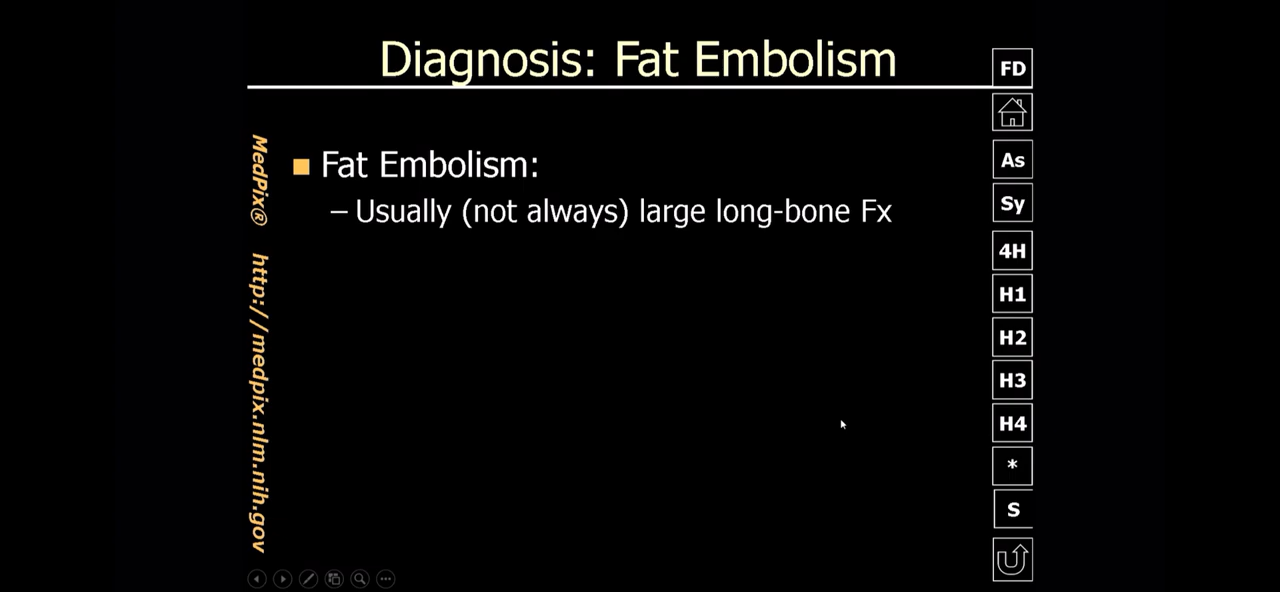 Diagnosis: Fat Embolism
Fat Embolism:
– Usually (not always) large long-bone Fx
MedPix® http://medpix.nlm.nih.gov
FD
As
Sy
4H
H1
H2
H3
H4
*
S